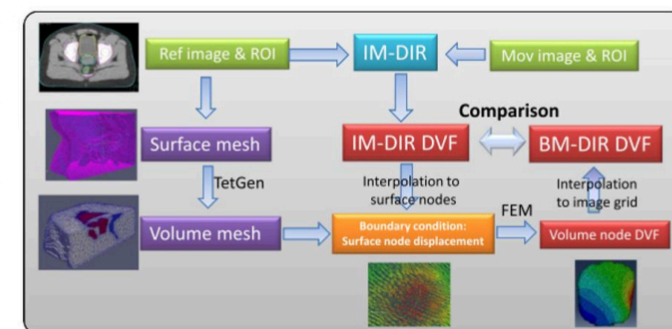 Ref image & ROI
IM-DIR
Mov image & ROI
Comparison
Surface mesh
IM-DIR DVF
BM-DIR DVF
TetGen
Interpolation to
surface nodes
Interpolation
to image grid
FEM
Volume mesh
Boundary condition:
Surface node displacement
Volume node DVF